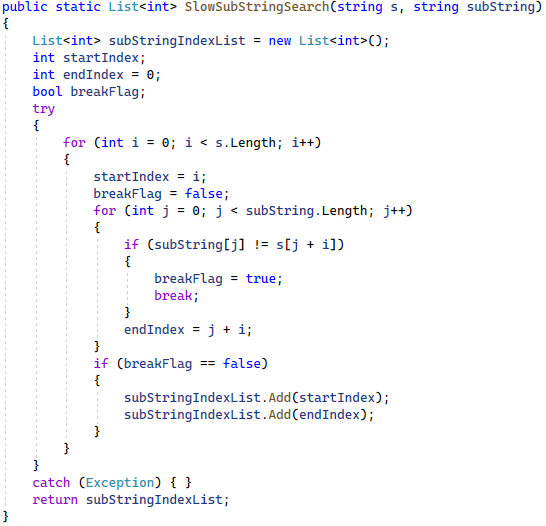 public static List<int> SlowSubStringSearch(string s, string subString)
{
    List<int> subStringIndexList = new List<int>();
    int startIndex;
    int endIndex = 0;
    bool breakFlag;
    try
    {
        for (int i = 0; i < s.Length; i++)
        {
            startIndex = i;
            breakFlag = false;
            for (int j = 0; j < subString.Length; j++)
            {
                if (subString[j] != s[j + i])
                {
                    breakFlag = true;
                    break;
                }
                endIndex = j + i;
            }
            if (breakFlag == false)
            {
                subStringIndexList.Add(startIndex);
                subStringIndexList.Add(endIndex);
            }
        }
    }
    catch (Exception) { }
    return subStringIndexList;
}